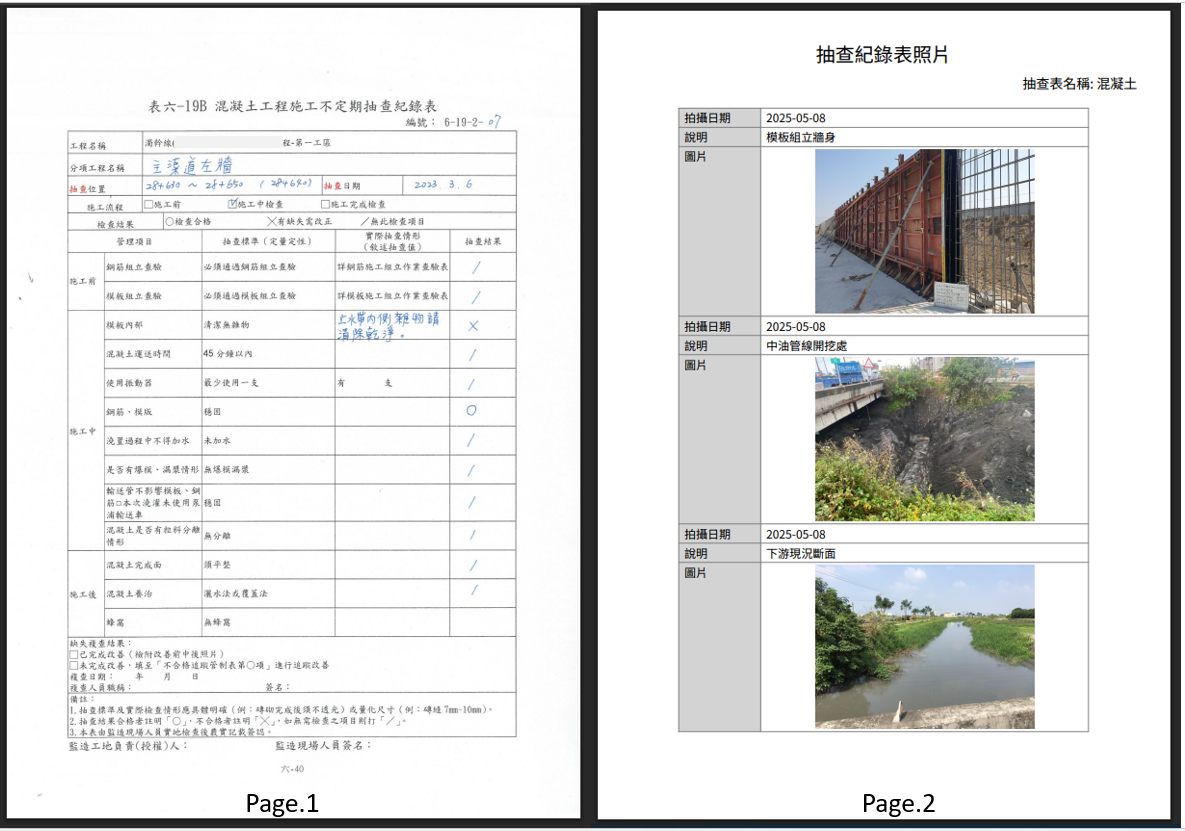 表六-19B 混凝土工程施工不定期抽查紀錄表
編號： 6-19-2-07
工程名稱 濁幹線( 程-第一工區
分項工程名稱 主渠道左牆
抽查位置 28+630 ～ 28+650 ( 28+640) 抽查日期 2023. 3. 6
施工流程 □施工前 ☑施工中檢查 □施工完成檢查
檢查結果 ○檢查合格 ╳有缺失需改正 ╱無此檢查項目
管理項目 抽查標準（定量定性） 實際抽查情形 抽查結果
(敘述抽查值)
施工前
鋼筋組立查驗 必須通過鋼筋組立查驗 詳鋼筋施工組立作業查驗表 /
模板組立查驗 必須通過模板組立查驗 詳模板施工組立作業查驗表 /
施工中
模板內部 清潔無雜物 止水帶內側雜物請 X
清除乾淨。
混凝土運送時間 45 分鐘以內 /
使用振動器 最少使用一支 有 支 /
鋼筋、模版 穩固 O
澆置過程中不得加水 未加水 /
是否有爆模、漏漿情形 無爆模漏漿 /
輸送管不影響模板、鋼
筋□本次澆灌未使用泵 穩固 /
浦輸送車
混凝土是否有粒料分離
情形 無分離 /
施工後
混凝土完成面 須平整 /
混凝土養治 灑水法或覆蓋法 /
蜂窩 無蜂窩
缺失複查結果：
□已完成改善（檢附改善前中後照片）
□未完成改善，填至「不合格追蹤管制表第○項」進行追蹤改善
複查日期： 年 月 日
複查人員職稱： 簽名：
備註：
1.抽查標準及實際檢查情形應具體明確（例：磚砌完成後須不透光）或量化尺寸（例：磚縫7mm-10mm）。
2.抽查結果合格者註明「○」，不合格者註明「╳」，如無需檢查之項目則打「／」。
3.本表由監造現場人員實地檢查後覈實記載簽認。
監造工地負責(授權)人： 監造現場人員簽名：
六-40
Page.1
抽查紀錄表照片
抽查表名稱: 混凝土
拍攝日期 2025-05-08
說明 模板組立牆身
圖片
拍攝日期 2025-05-08
說明 中油管線開挖處
圖片
拍攝日期 2025-05-08
說明 下游現況斷面
圖片
Page.2